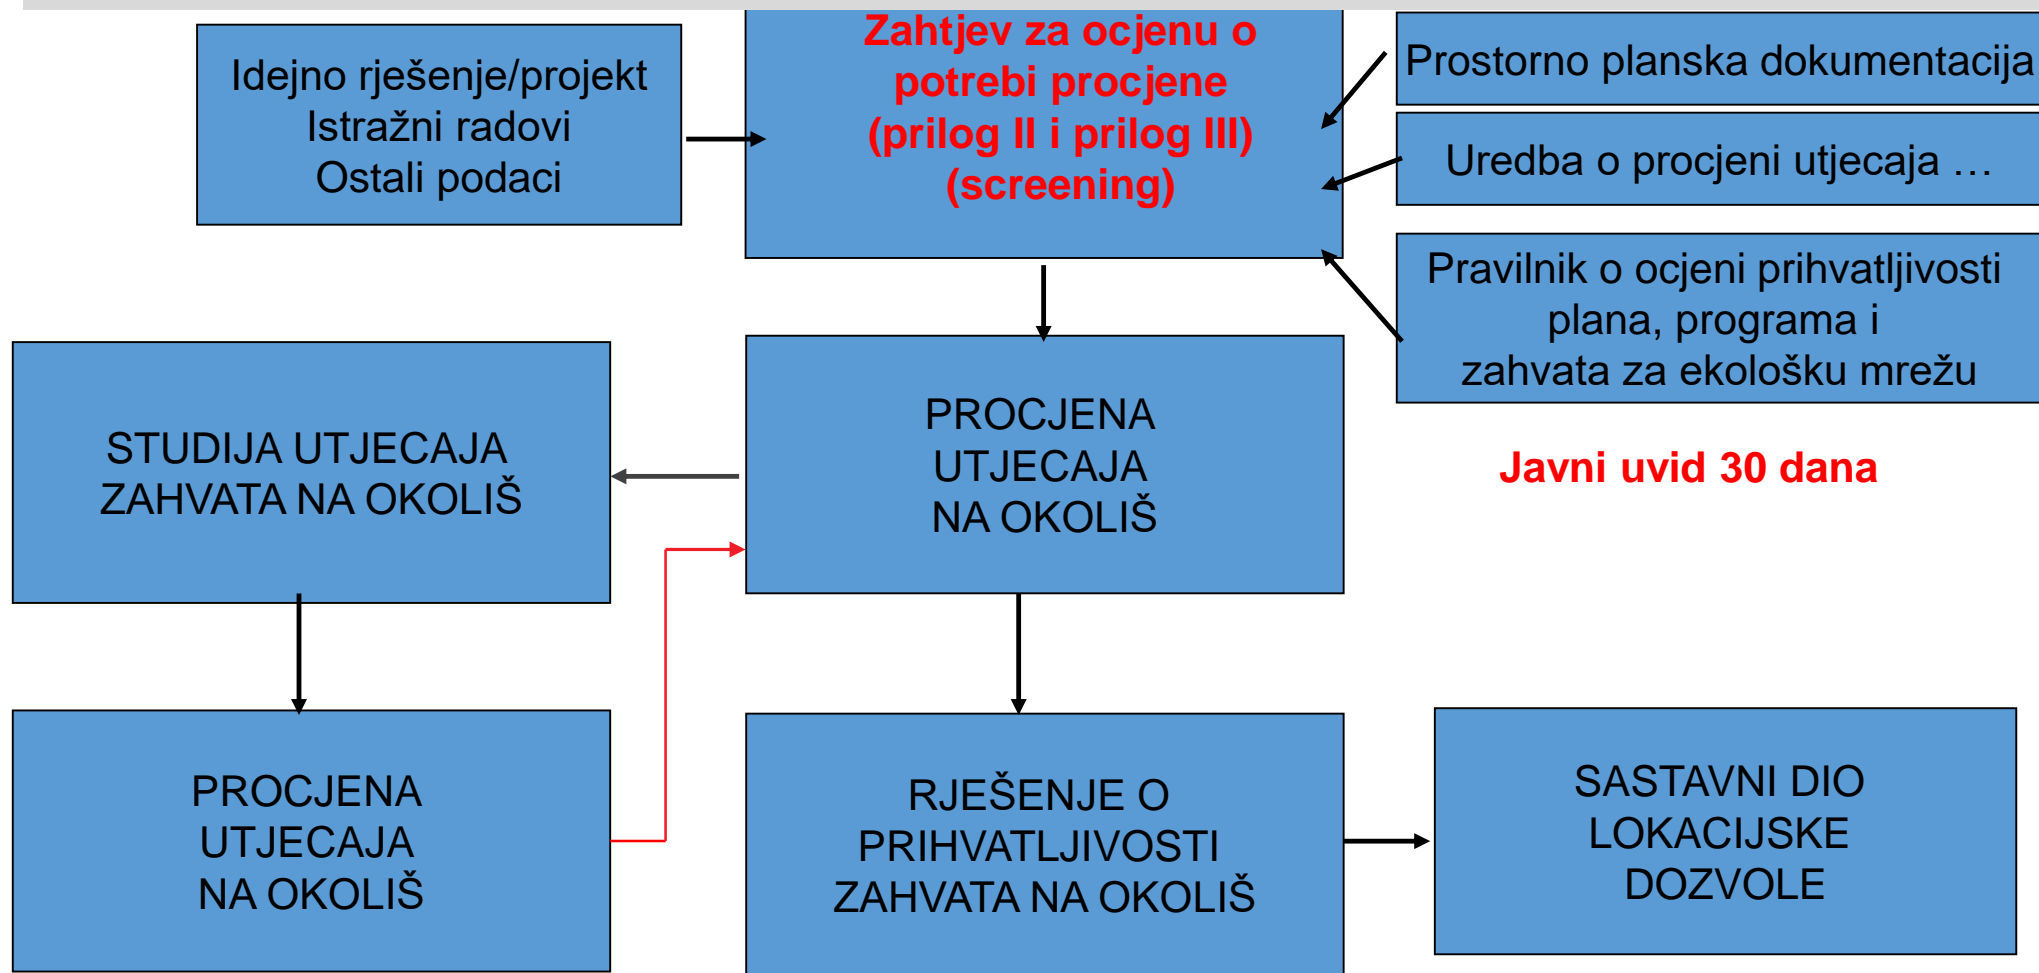 Idejno rješenje/projekt
Istražni radovi
Ostali podaci
Zahtjev za ocjenu o
potrebi procjene
(prilog II i prilog III)
(screening)
Prostorno planska dokumentacija
Uredba o procjeni utjecaja …
Pravilnik o ocjeni prihvatljivosti
plana, programa i
zahvata za ekološku mrežu
STUDIJA UTJECAJA
ZAHVATA NA OKOLIŠ
PROCJENA
UTJECAJA
NA OKOLIŠ
Javni uvid 30 dana
PROCJENA
UTJECAJA
NA OKOLIŠ
RJEŠENJE O
PRIHVATLJIVOSTI
ZAHVATA NA OKOLIŠ
SASTAVNI DIO
LOKACIJSKE
DOZVOLE